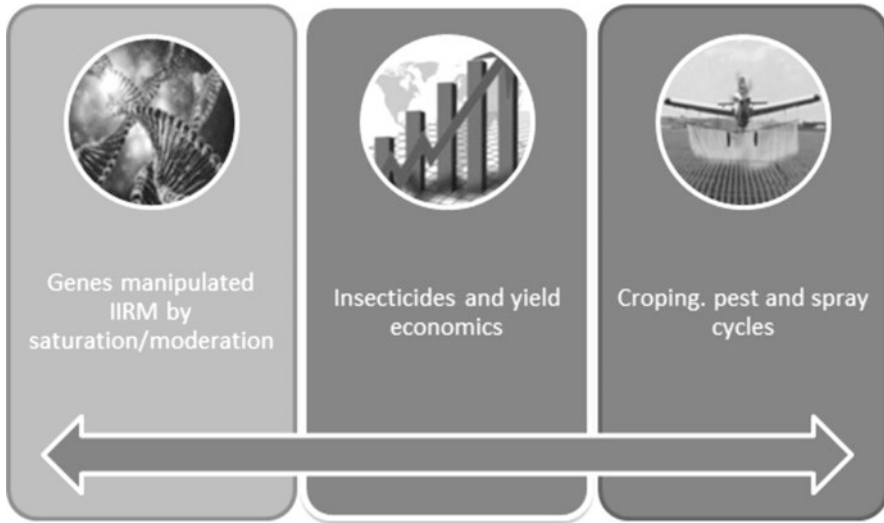 Genes manipulated
IIRM by
saturation/moderation
Insecticides and yield
economics
Croping. pest and spray
cycles